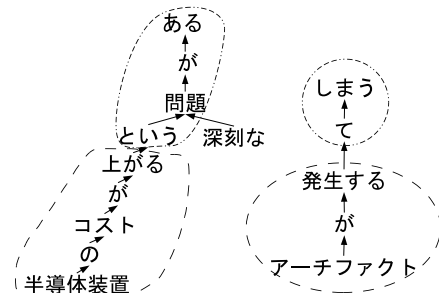 ある
が
問題
という 深刻な
上がる
が
コスト
の
半導体装置
しまう
て
発生する
が
アーチファクト